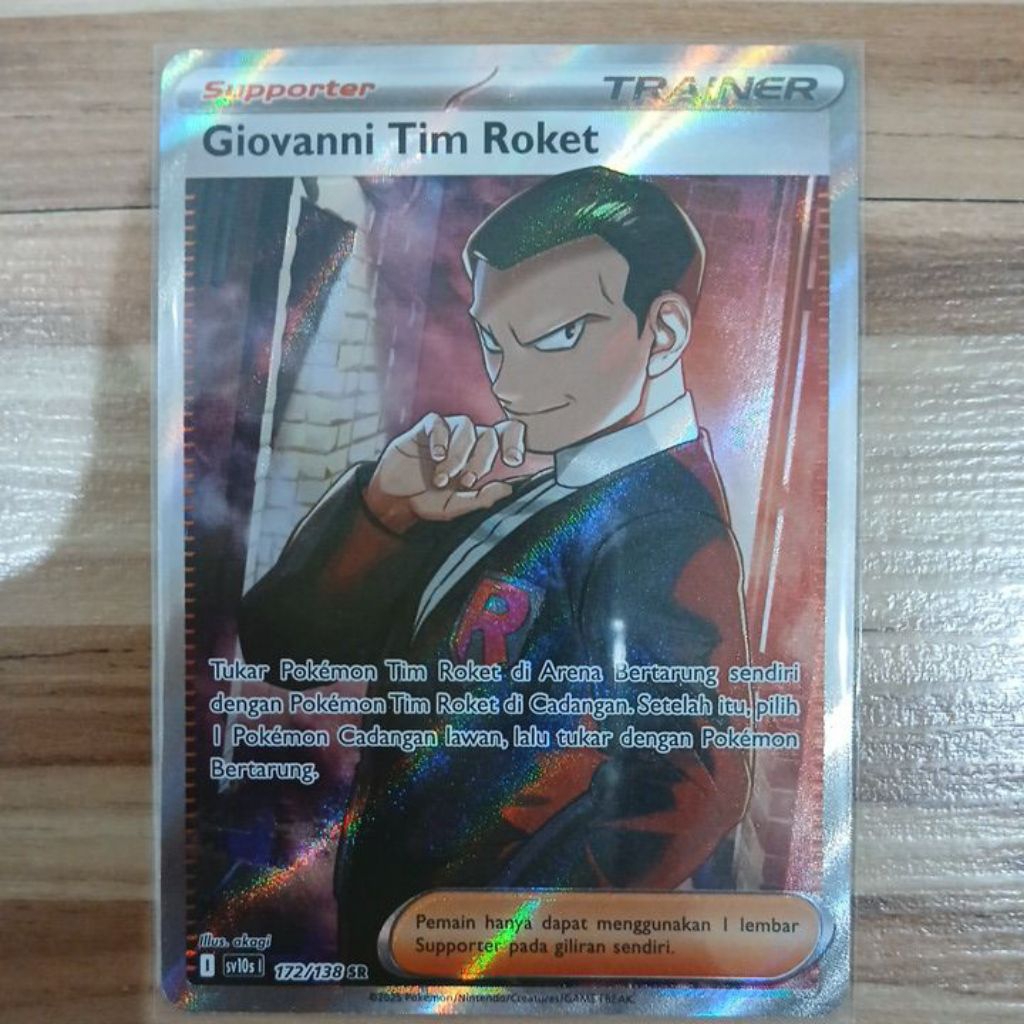 Supporter
TRAINER
Giovanni Tim Roket
R
Tukar Pokémon Tim Roket di Arena Bertarung sendiri
dengan Pokémon Tim Roket di Cadangan. Setelah itu, pilih
1 Pokémon Cadangan lawan, lalu tukar dengan Pokémon
Bertarung.
Pemain hanya dapat menggunakan 1 lembar
Supporter pada giliran sendiri.
Illus. akagi
I sv10s I 172/138 SR
©2025 Pokémon/Nintendo/Creatures/GAME FREAK.